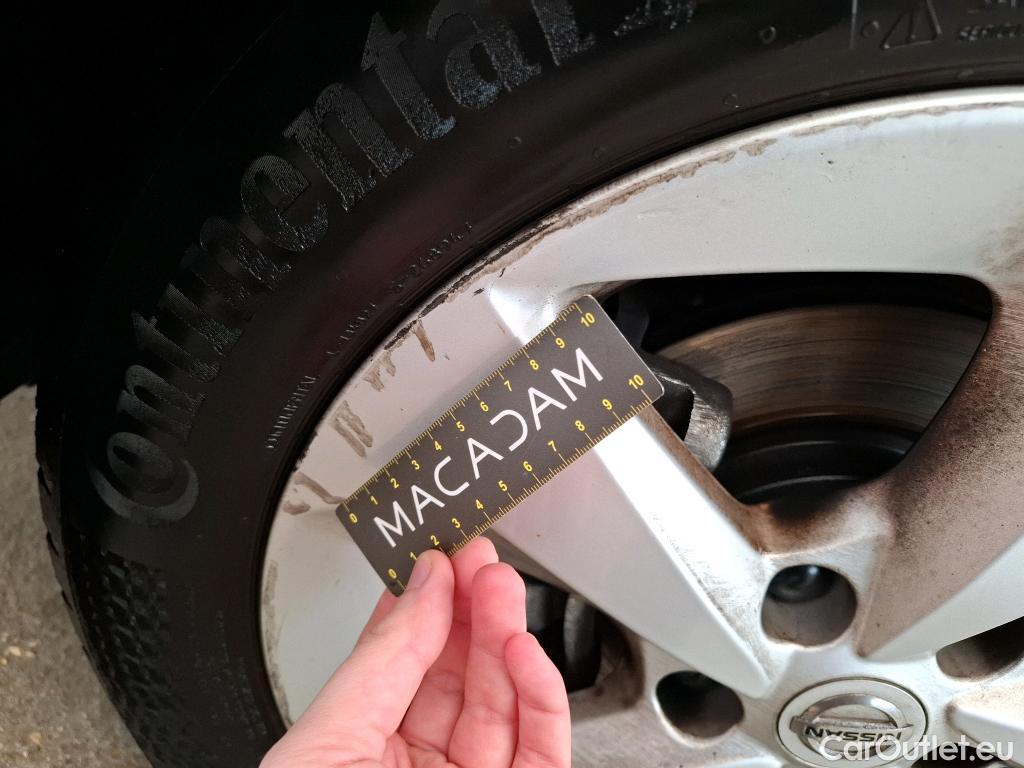 Continental
MACADAM
0 1 2 3 4 5 6 7 8 9 10
0 1 2 3 4 5 6 7 8 9 10
NISSAN
CarOutlet.eu